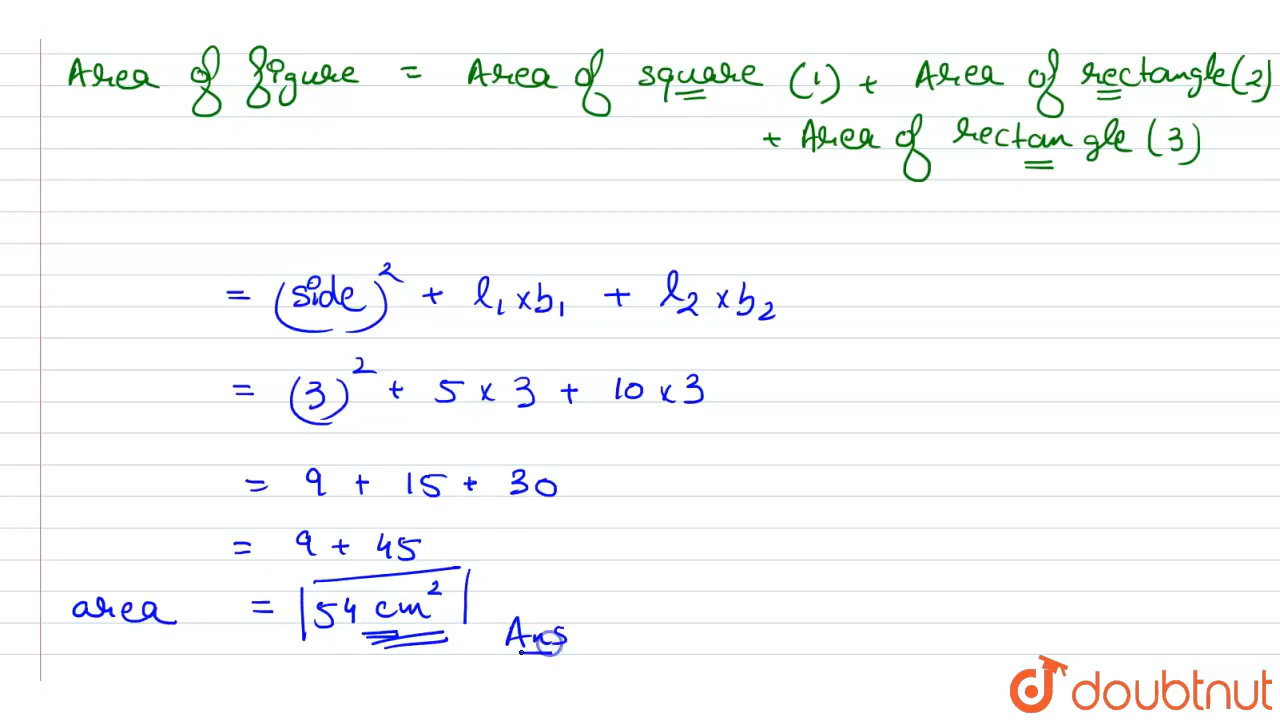 Area of figure = Area of square (1) + Area of rectangle (2)
+ Area of rectangle (3)
= (side)² + l₁ × b₁ + l₂ × b₂
= (3)² + 5 × 3 + 10 × 3
= 9 + 15 + 30
= 9 + 45
area = 54 cm²
Ans
doubtnut